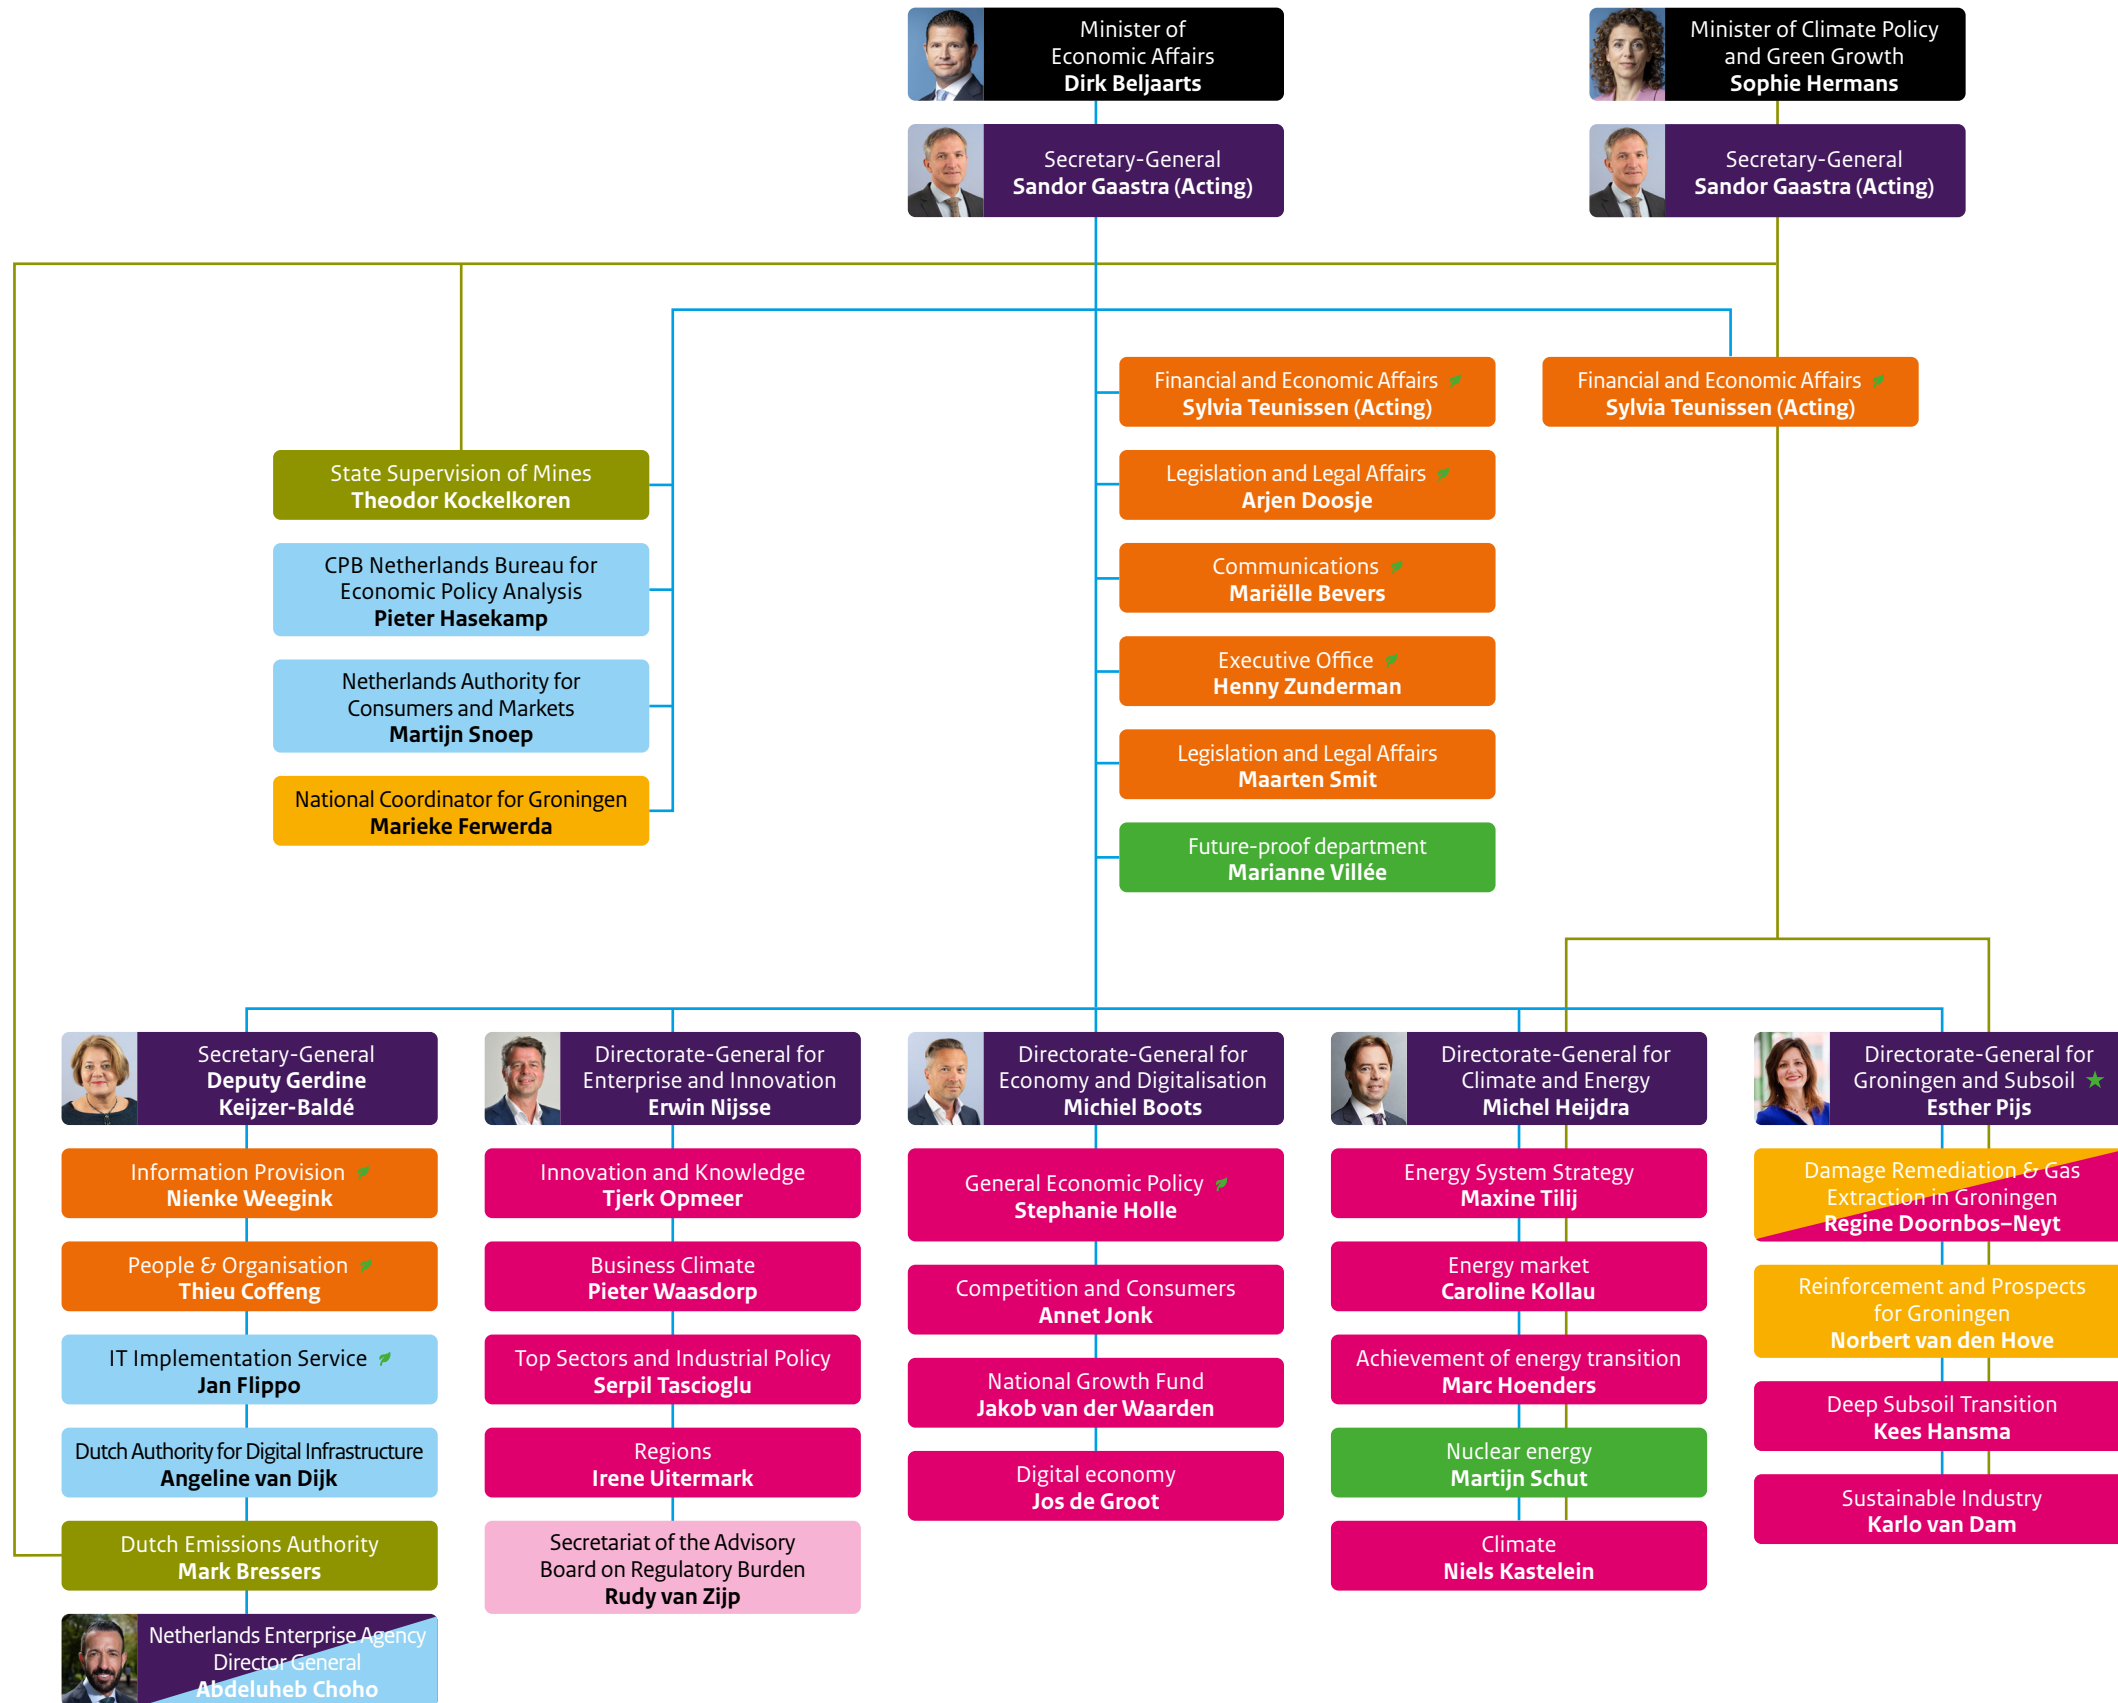 Minister of
Economic Affairs
Dirk Beljaarts
Minister of Climate Policy
and Green Growth
Sophie Hermans
Secretary-General
Sandor Gaastra (Acting)
Secretary-General
Sandor Gaastra (Acting)
Financial and Economic Affairs
Sylvia Teunissen (Acting)
Financial and Economic Affairs
Sylvia Teunissen (Acting)
State Supervision of Mines
Theodor Kockelkoren
Legislation and Legal Affairs
Arjen Doosje
CPB Netherlands Bureau for
Economic Policy Analysis
Pieter Hasekamp
Communications
Mariëlle Bevers
Netherlands Authority for
Consumers and Markets
Martijn Snoep
Executive Office
Henny Zunderman
National Coordinator for Groningen
Marieke Ferwerda
Legislation and Legal Affairs
Maarten Smit
Future-proof department
Marianne Villée
Secretary-General
Deputy Gerdine
Keijzer-Baldé
Information Provision
Nienke Weegink
People & Organisation
Thieu Coffeng
IT Implementation Service
Jan Flippo
Dutch Authority for Digital Infrastructure
Angeline van Dijk
Dutch Emissions Authority
Mark Bressers
Netherlands Enterprise Agency
Director General
Abdeluheb Choho
Directorate-General for
Enterprise and Innovation
Erwin Nijsse
Innovation and Knowledge
Tjerk Opmeer
Business Climate
Pieter Waasdorp
Top Sectors and Industrial Policy
Serpil Tascioglu
Regions
Irene Uitermark
Secretariat of the Advisory
Board on Regulatory Burden
Rudy van Zijp
Directorate-General for
Economy and Digitalisation
Michiel Boots
General Economic Policy
Stephanie Holle
Competition and Consumers
Annet Jonk
National Growth Fund
Jakob van der Waarden
Digital economy
Jos de Groot
Directorate-General for
Climate and Energy
Michel Heijdra
Energy System Strategy
Maxine Tilij
Energy market
Caroline Kollau
Achievement of energy transition
Marc Hoenders
Nuclear energy
Martijn Schut
Climate
Niels Kastelein
Directorate-General for
Groningen and Subsoil
Esther Pijs
Damage Remediation & Gas
Extraction in Groningen
Regine Doornbos–Neyt
Reinforcement and Prospects
for Groningen
Norbert van den Hove
Deep Subsoil Transition
Kees Hansma
Sustainable Industry
Karlo van Dam